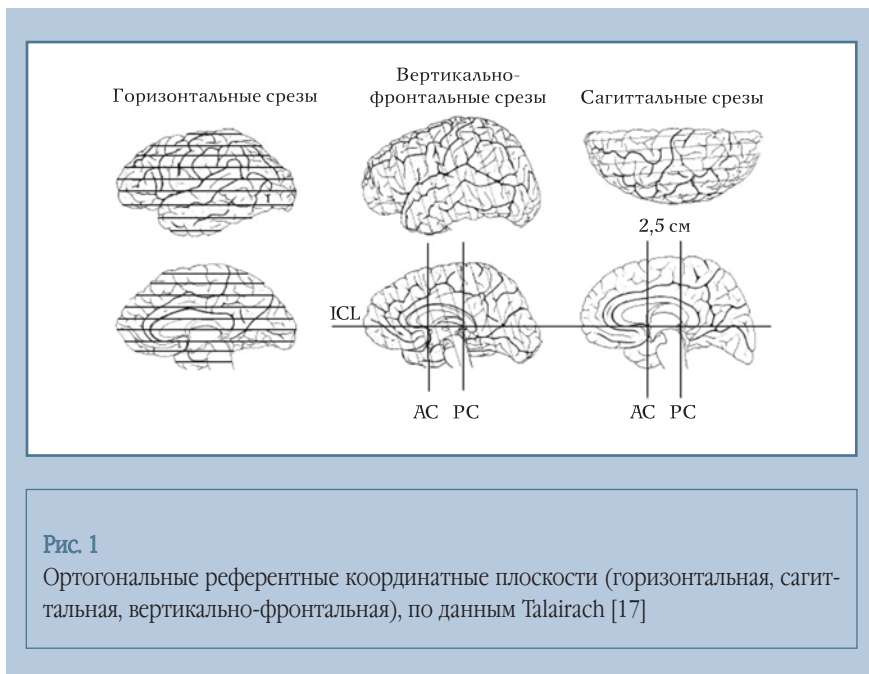 Горизонтальные срезы
Вертикально-
фронтальные срезы
Сагиттальные срезы
2,5 см
ICL
AC PC
AC PC
Рис. 1
Ортогональные референтные координатные плоскости (горизонтальная, сагит-
тальная, вертикально-фронтальная), по данным Talairach [17]